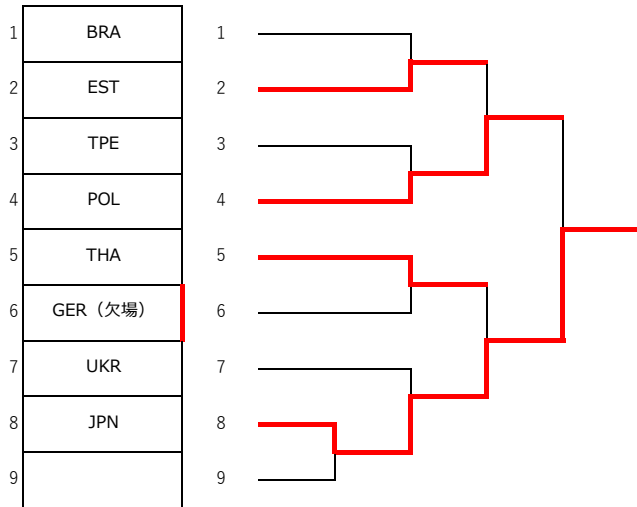 1 BRA 1
2 EST 2
3 TPE 3
4 POL 4
5 THA 5
6 GER（欠場） 6
7 UKR 7
8 JPN 8
9 9